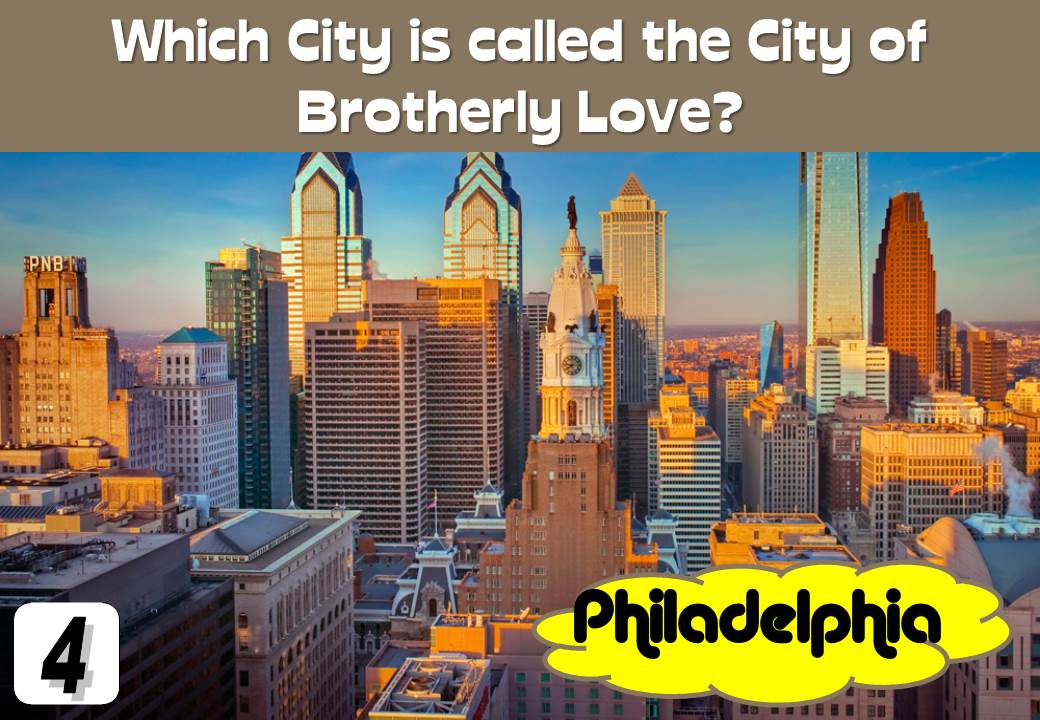 Which City is called the City of
Brotherly Love?
PNB
Philadelphia
4